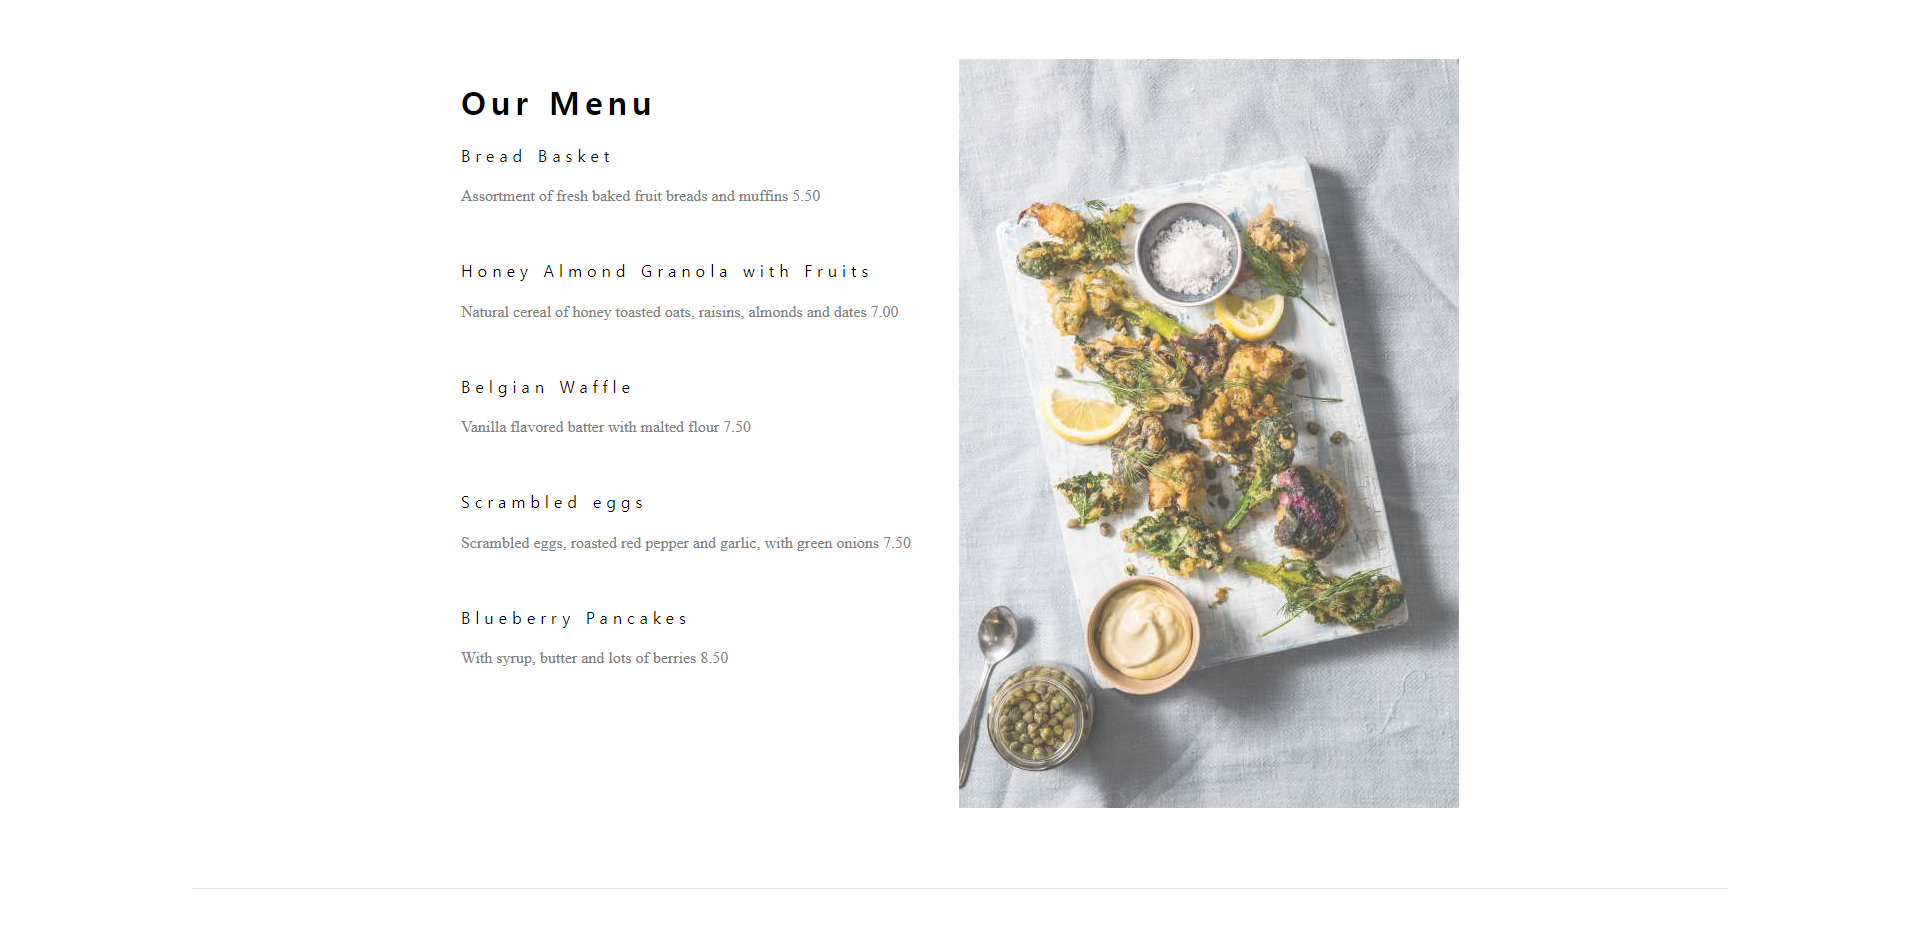 Our Menu
Bread Basket
Assortment of fresh baked fruit breads and muffins 5.50
Honey Almond Granola with Fruits
Natural cereal of honey toasted oats, raisins, almonds and dates 7.00
Belgian Waffle
Vanilla flavored batter with malted flour 7.50
Scrambled eggs
Scrambled eggs, roasted red pepper and garlic, with green onions 7.50
Blueberry Pancakes
With syrup, butter and lots of berries 8.50